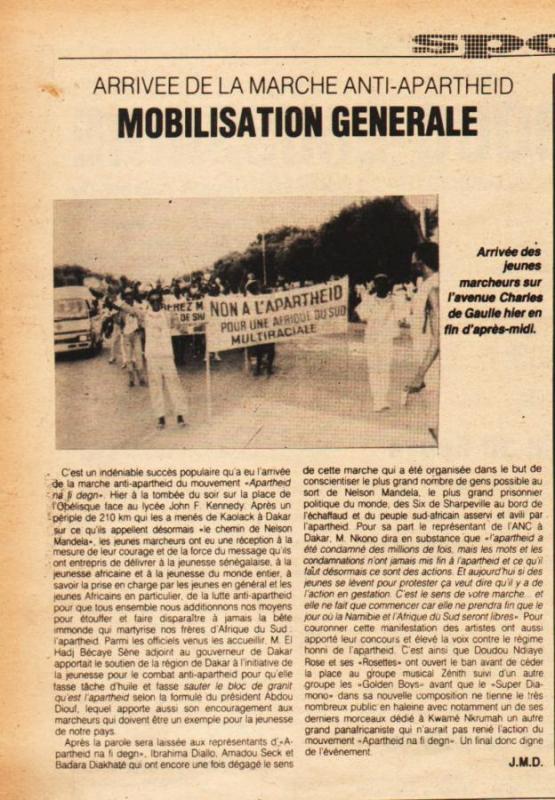 spo
ARRIVEE DE LA MARCHE ANTI-APARTHEID
MOBILISATION GENERALE
NON A L'APARTHEID
POUR UNE AFRIQUE DU SUD
MULTIRACIALE
Arrivée des
jeunes
marcheurs sur
l'avenue Charles
de Gaulle hier en
fin d'après-midi.
C'est un indéniable succès populaire qu'a eu l'arrivée
de la marche anti-apartheid du mouvement «Apartheid
na fi degn». Hier à la tombée du soir sur la place de
l'Obélisque face au lycée John F. Kennedy. Après un
périple de 210 km qui les a menés de Kaolack à Dakar
sur ce qu'ils appellent désormais «le chemin de Nelson
Mandela», les jeunes marcheurs ont eu une réception à la
mesure de leur courage et de la force du message qu'ils
ont entrepris de délivrer à la jeunesse sénégalaise, à la
jeunesse africaine et à la jeunesse du monde entier, à
savoir la prise en charge par les jeunes en général et les
jeunes Africains en particulier, de la lutte anti-apartheid
pour que tous ensemble nous additionnons nos moyens
pour étouffer et faire disparaître à jamais la bête
immonde qui martyrise nos frères d'Afrique du Sud :
l'apartheid. Parmi les officiels venus les accueillir. M. El
Hadj Bécaye Sène adjoint au gouverneur de Dakar
apportait le soutien de la région de Dakar à l'initiative de
la jeunesse pour le combat anti-apartheid pour qu'elle
fasse tâche d'huile et fasse sauter le bloc de granit
qu'est l'apartheid selon la formule du président Abdou
Diouf, lequel apporte aussi son encouragement aux
marcheurs qui doivent être un exemple pour la jeunesse
de notre pays.
Après la parole sera laissée aux représentants d'«A-
partheid na fi degn», Ibrahima Diallo, Amadou Seck et
Badara Diakhaté qui ont encore une fois dégagé le sens
de cette marche qui a été organisée dans le but de
conscientiser le plus grand nombre de gens possible au
sort de Nelson Mandela, le plus grand prisonnier
politique du monde, des Six de Sharpeville au bord de
l'échaffaud et du peuple sud-africain asservi et avili par
l'apartheid. Pour sa part le représentant de l'ANC à
Dakar, M. Nkono dira en substance que «l'apartheid a
été condamné des millions de fois, mais les mots et les
condamnations n'ont jamais mis fin à l'apartheid et ce qu'il
faut désormais ce sont des actions. Et aujourd'hui si des
jeunes se lèvent pour protester ça veut dire qu'il y a de
l'action en gestation. C'est le sens de votre marche... et
elle ne fait que commencer car elle ne prendra fin que le
jour où la Namibie et l'Afrique du Sud seront libres». Pour
couronner cette manifestation des artistes ont aussi
apporté leur concours et élevé la voix contre le régime
honni de l'apartheid. C'est ainsi que Doudou Ndiaye
Rose et ses «Rosettes» ont ouvert le ban avant de céder
la place au groupe musical Zénith suivi d'un autre
groupe les «Golden Boys» avant que le «Super Dia-
mono» dans sa nouvelle composition ne tienne le très
nombreux public en haleine avec notamment un de ses
derniers morceaux dédié à Kwamé Nkrumah un autre
grand panafricaniste qui n'aurait pas renié l'action du
mouvement «Apartheid na fi degn». Un final donc digne
de l'évènement.
J.M.D.